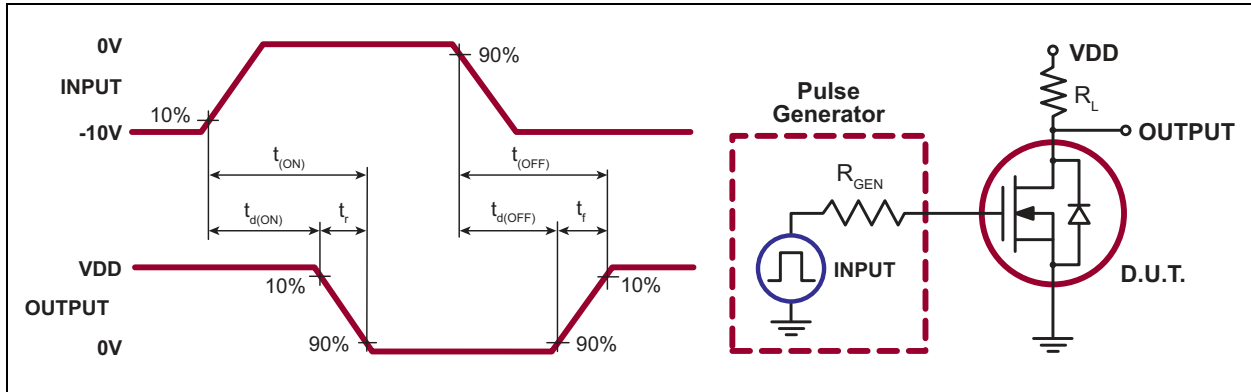 0V
INPUT
-10V
10%
90%
t(ON)
t(OFF)
td(ON)
tr
td(OFF)
tf
VDD
OUTPUT
0V
10%
90%
10%
90%
Pulse
Generator
RGEN
INPUT
VDD
RL
OUTPUT
D.U.T.